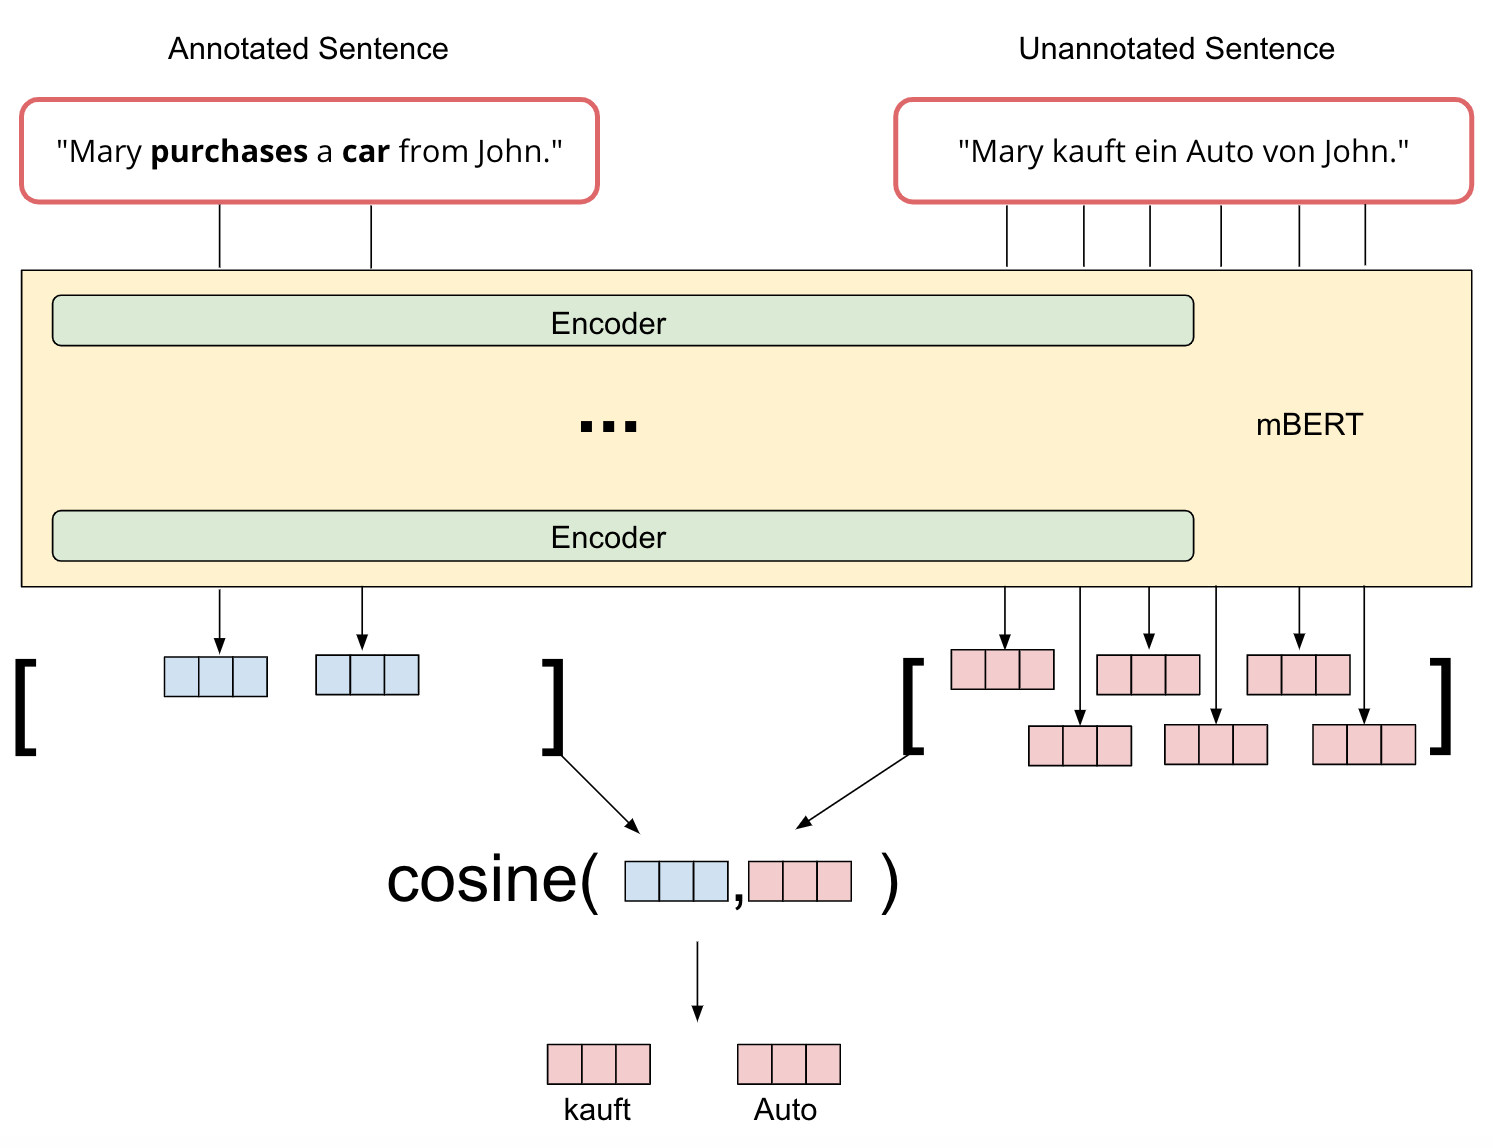 Annotated Sentence
Unannotated Sentence
"Mary purchases a car from John."
"Mary kauft ein Auto von John."
Encoder
...
mBERT
Encoder
[ ]
[ ]
cosine( , )
kauft
Auto